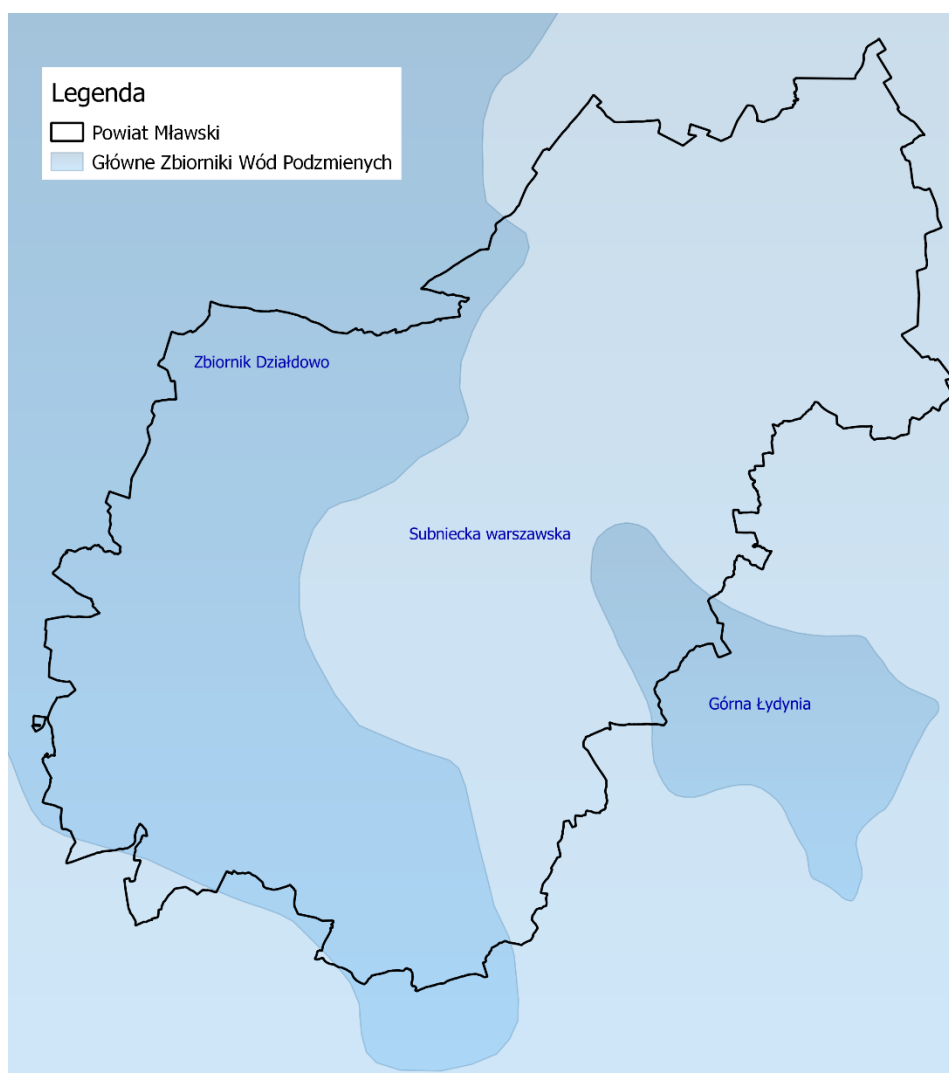 Legenda
Powiat Mławski
Główne Zbiorniki Wód Podzmienych
Zbiornik Działdowo
Subniecka warszawska
Górna Łydynia